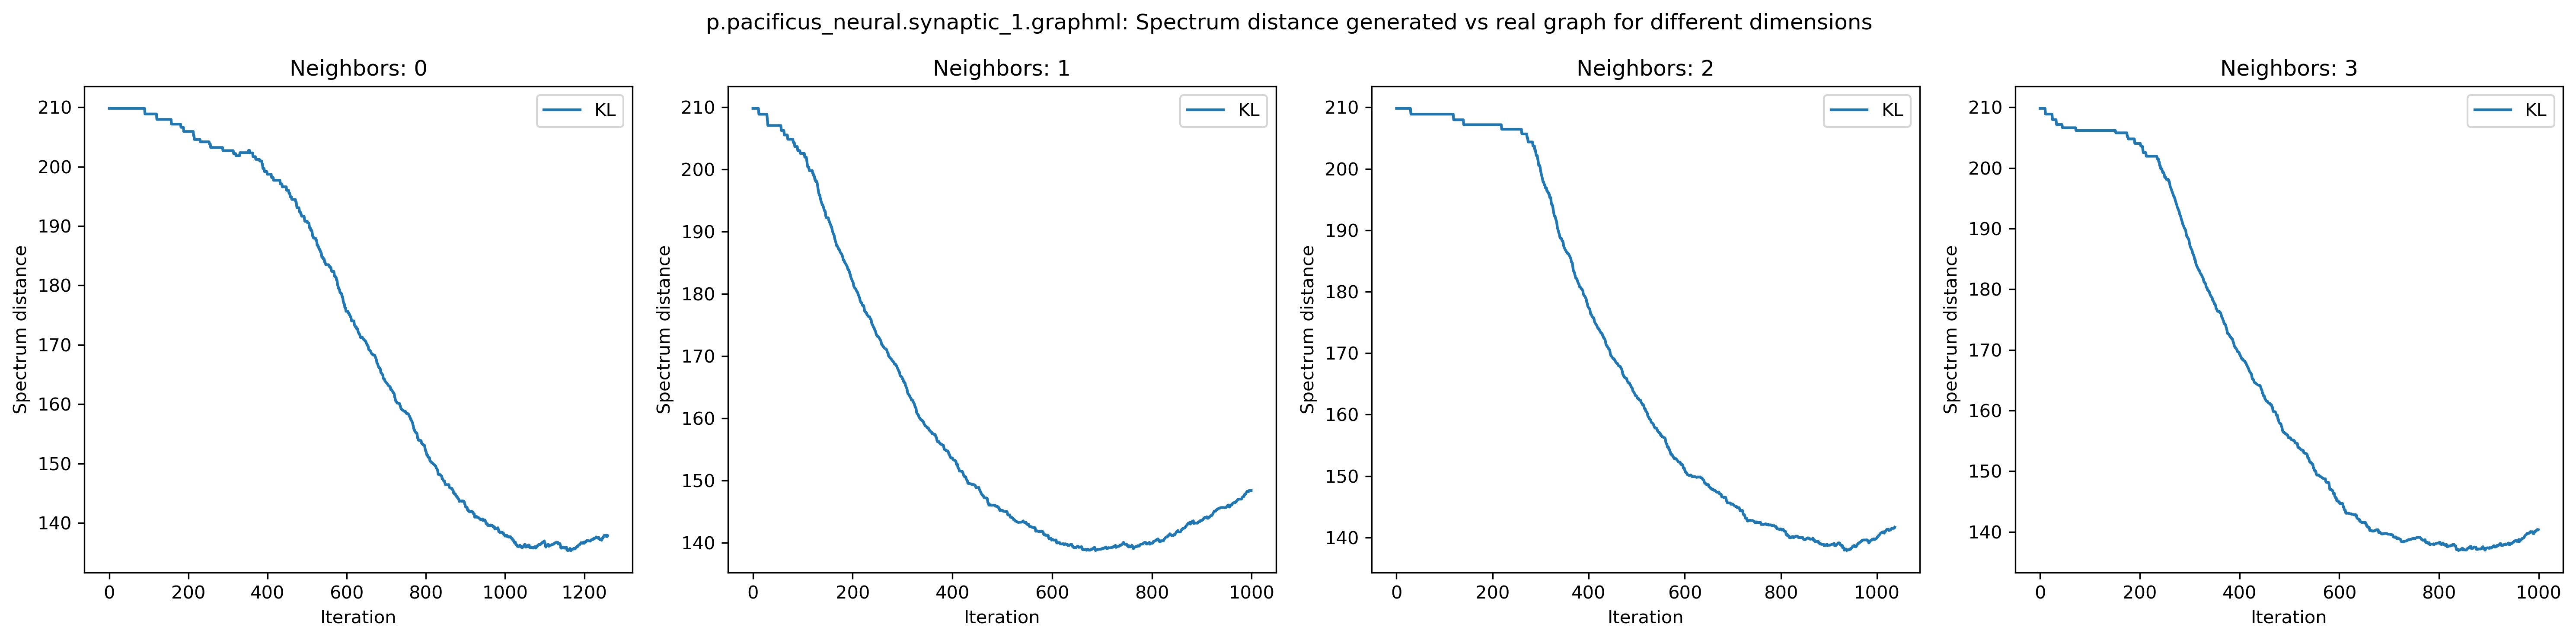 p.pacificus_neural.synaptic_1.graphml: Spectrum distance generated vs real graph for different dimensions
Neighbors: 0
KL
210
200
190
180
170
160
150
140
Spectrum distance
0 200 400 600 800 1000 1200
Iteration
Neighbors: 1
KL
210
200
190
180
170
160
150
140
Spectrum distance
0 200 400 600 800 1000
Iteration
Neighbors: 2
KL
210
200
190
180
170
160
150
140
Spectrum distance
0 200 400 600 800 1000
Iteration
Neighbors: 3
KL
210
200
190
180
170
160
150
140
Spectrum distance
0 200 400 600 800 1000
Iteration